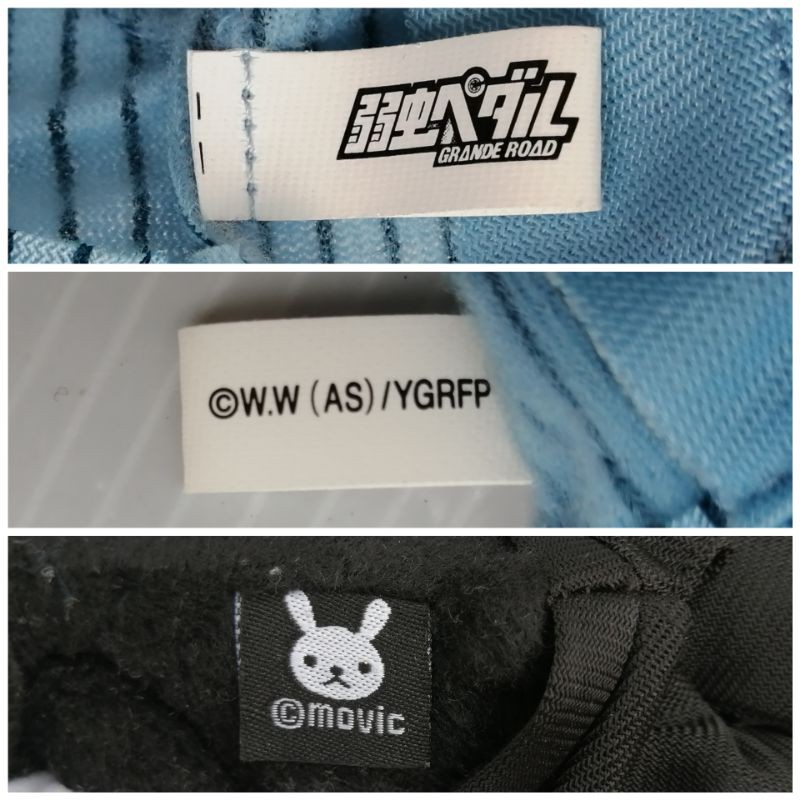 弱虫ペダル
GRANDE ROAD
©W.W (AS)/YGRFP
©movic